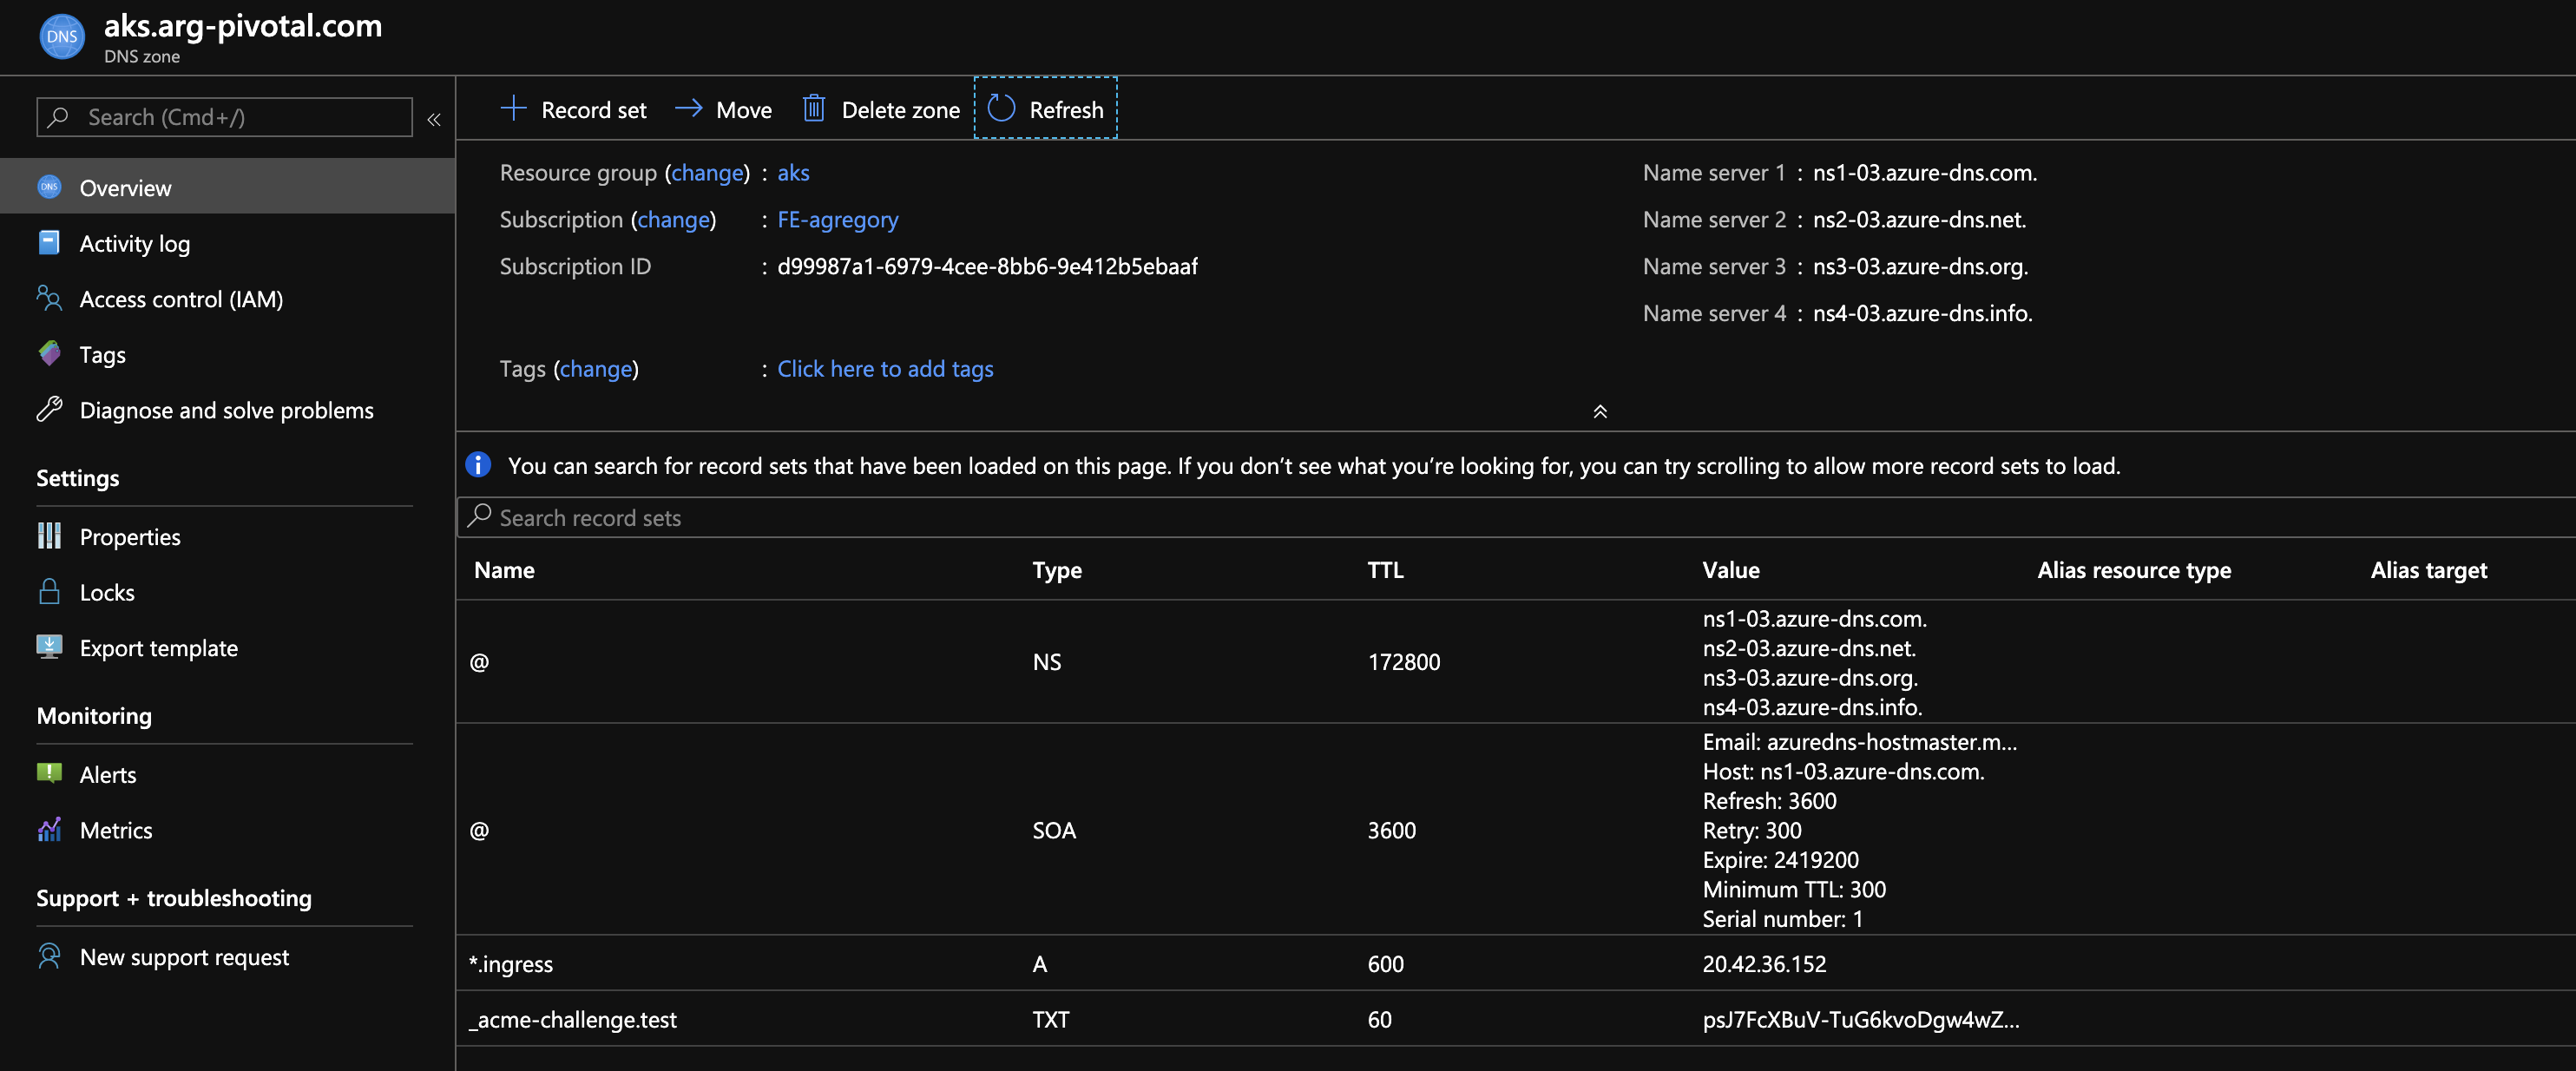 DNS
aks.arg-pivotal.com
DNS zone
Search (Cmd+/)
«
Overview
Activity log
Access control (IAM)
Tags
Diagnose and solve problems
Settings
Properties
Locks
Export template
Monitoring
Alerts
Metrics
Support + troubleshooting
New support request
Record set
Move
Delete zone
Refresh
Resource group (change) : aks
Subscription (change) : FE-agregory
Subscription ID : d99987a1-6979-4cee-8bb6-9e412b5ebaaf
Tags (change) : Click here to add tags
Name server 1 : ns1-03.azure-dns.com.
Name server 2 : ns2-03.azure-dns.net.
Name server 3 : ns3-03.azure-dns.org.
Name server 4 : ns4-03.azure-dns.info.
You can search for record sets that have been loaded on this page. If you don’t see what you’re looking for, you can try scrolling to allow more record sets to load.
Search record sets
Name Type TTL Value Alias resource type Alias target
@ NS 172800 ns1-03.azure-dns.com.
ns2-03.azure-dns.net.
ns3-03.azure-dns.org.
ns4-03.azure-dns.info.
@ SOA 3600 Email: azuredns-hostmaster.m...
Host: ns1-03.azure-dns.com.
Refresh: 3600
Retry: 300
Expire: 2419200
Minimum TTL: 300
Serial number: 1
*.ingress A 600 20.42.36.152
_acme-challenge.test TXT 60 psJ7FcXBuV-TuG6kvoDgw4wZ...